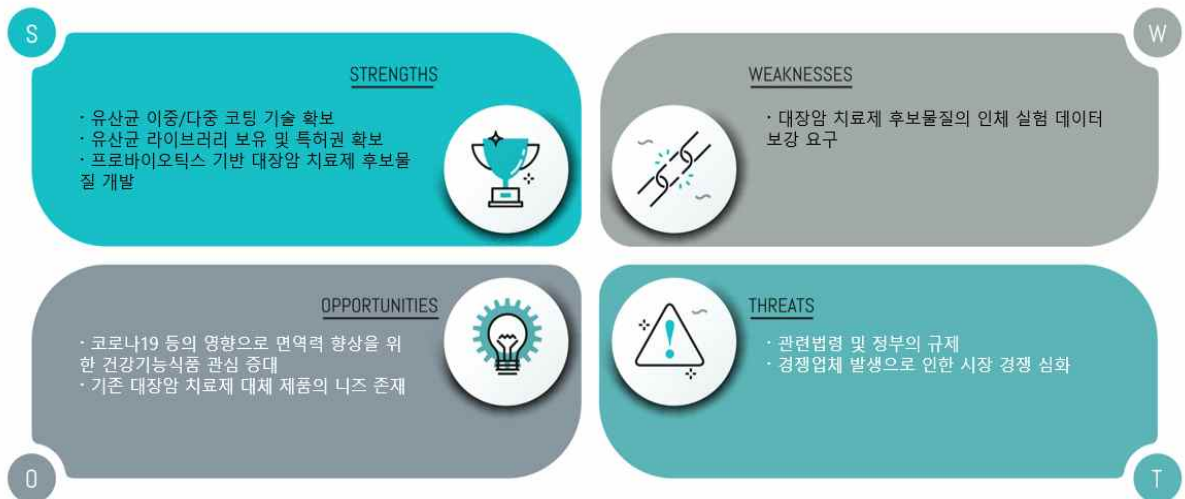 S
STRENGTHS
· 유산균 이중/다중 코팅 기술 확보
· 유산균 라이브러리 보유 및 특허권 확보
· 프로바이오틱스 기반 대장암 치료제 후보물
질 개발
W
WEAKNESSES
· 대장암 치료제 후보물질의 인체 실험 데이터
보강 요구
O
OPPORTUNITIES
· 코로나19 등의 영향으로 면역력 향상을 위
한 건강기능식품 관심 증대
· 기존 대장암 치료제 대체 제품의 니즈 존재
T
THREATS
· 관련법령 및 정부의 규제
· 경쟁업체 발생으로 인한 시장 경쟁 심화